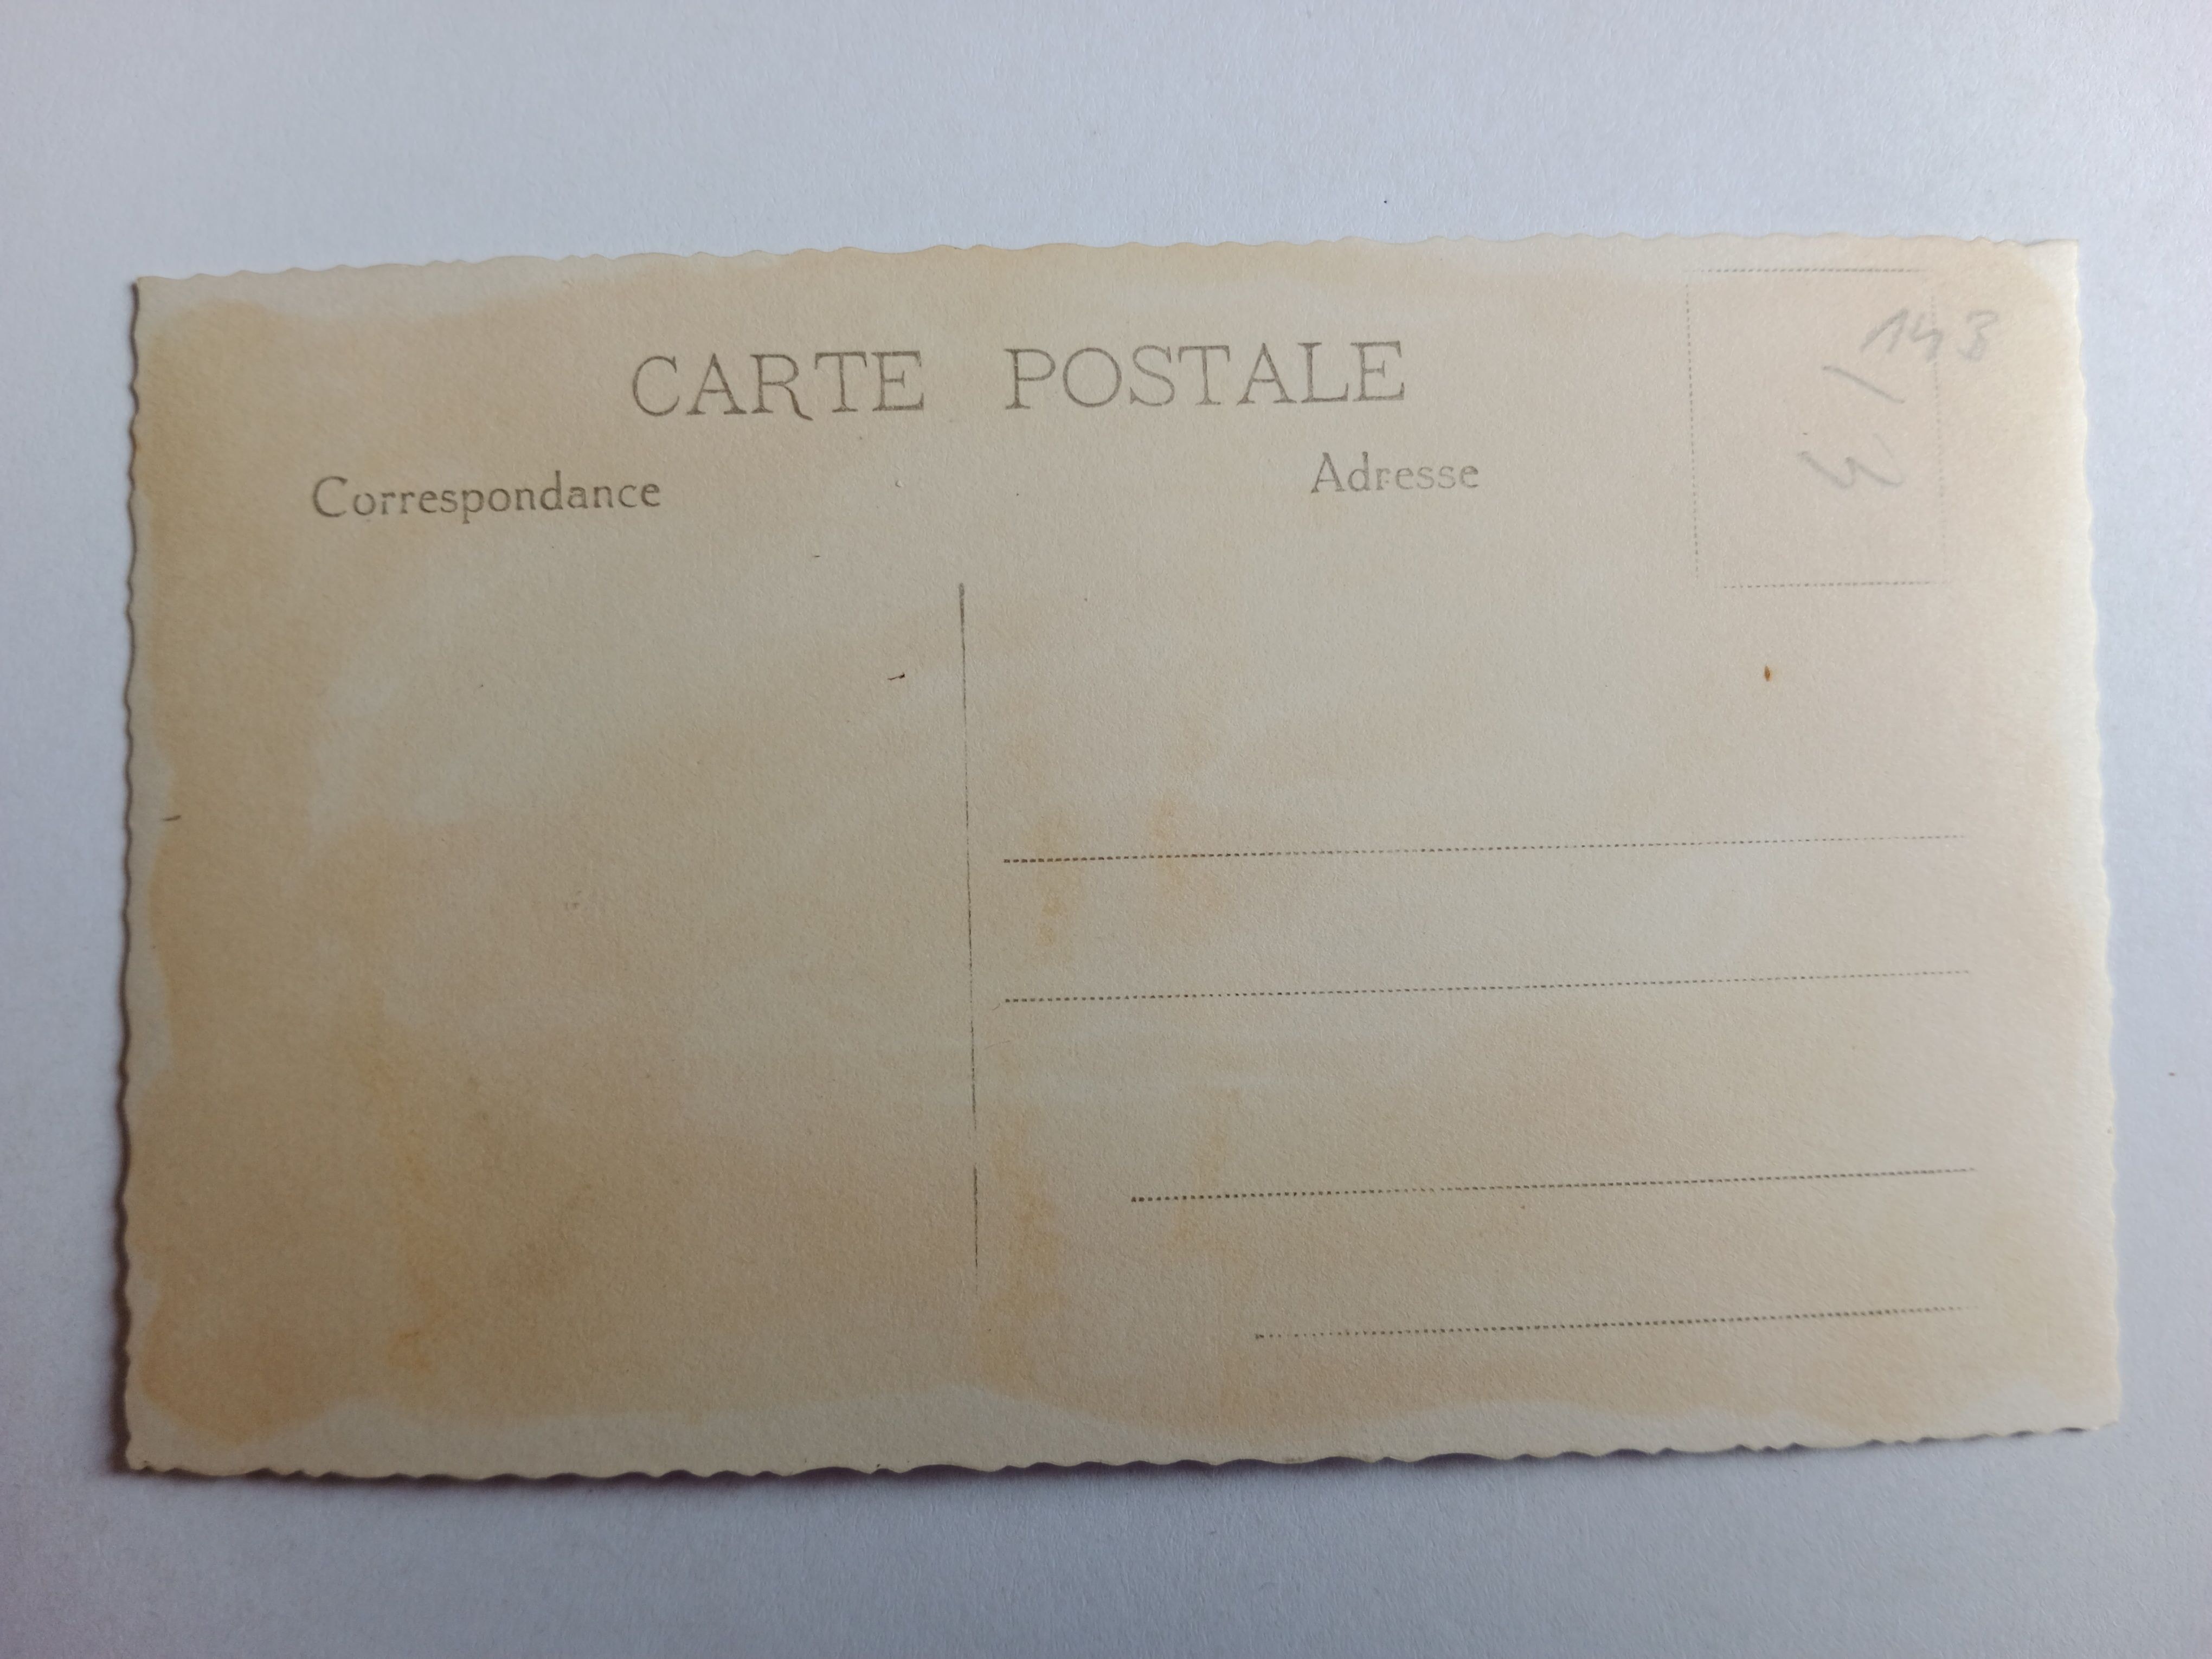 CARTE POSTALE
Correspondance
Adresse
143